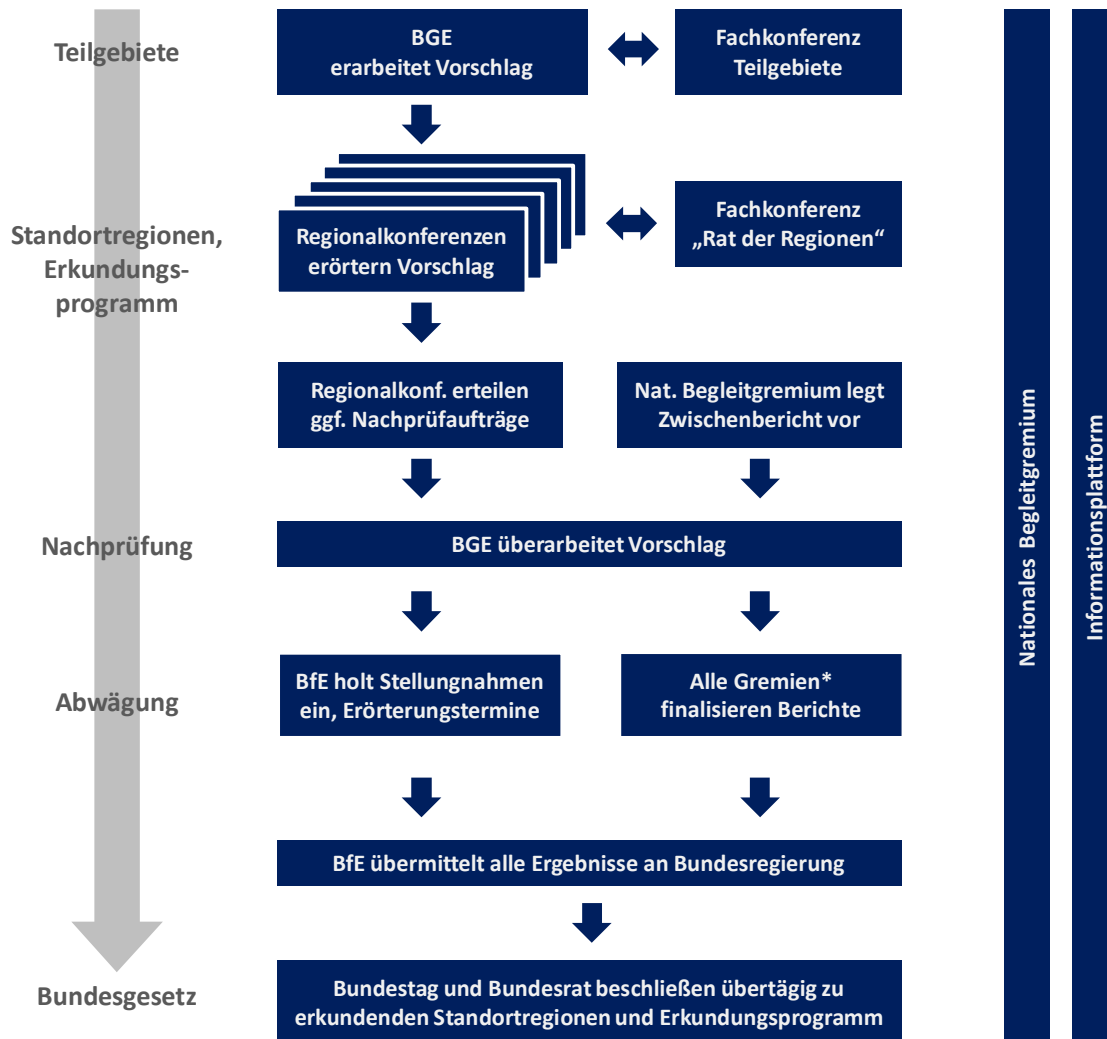 Teilgebiete
BGE
erarbeitet Vorschlag
Fachkonferenz
Teilgebiete
Standortregionen,
Erkundungs-
programm
Regionalkonferenzen
erörtern Vorschlag
Fachkonferenz
„Rat der Regionen“
Regionalkonf. erteilen
ggf. Nachprüfaufträge
Nat. Begleitgremium legt
Zwischenbericht vor
Nachprüfung
BGE überarbeitet Vorschlag
Abwägung
BfE holt Stellungnahmen
ein, Erörterungstermine
Alle Gremien*
finalisieren Berichte
BfE übermittelt alle Ergebnisse an Bundesregierung
Bundesgesetz
Bundestag und Bundesrat beschließen übertägig zu
erkundenden Standortregionen und Erkundungsprogramm
Nationales Begleitgremium
Informationsplattform